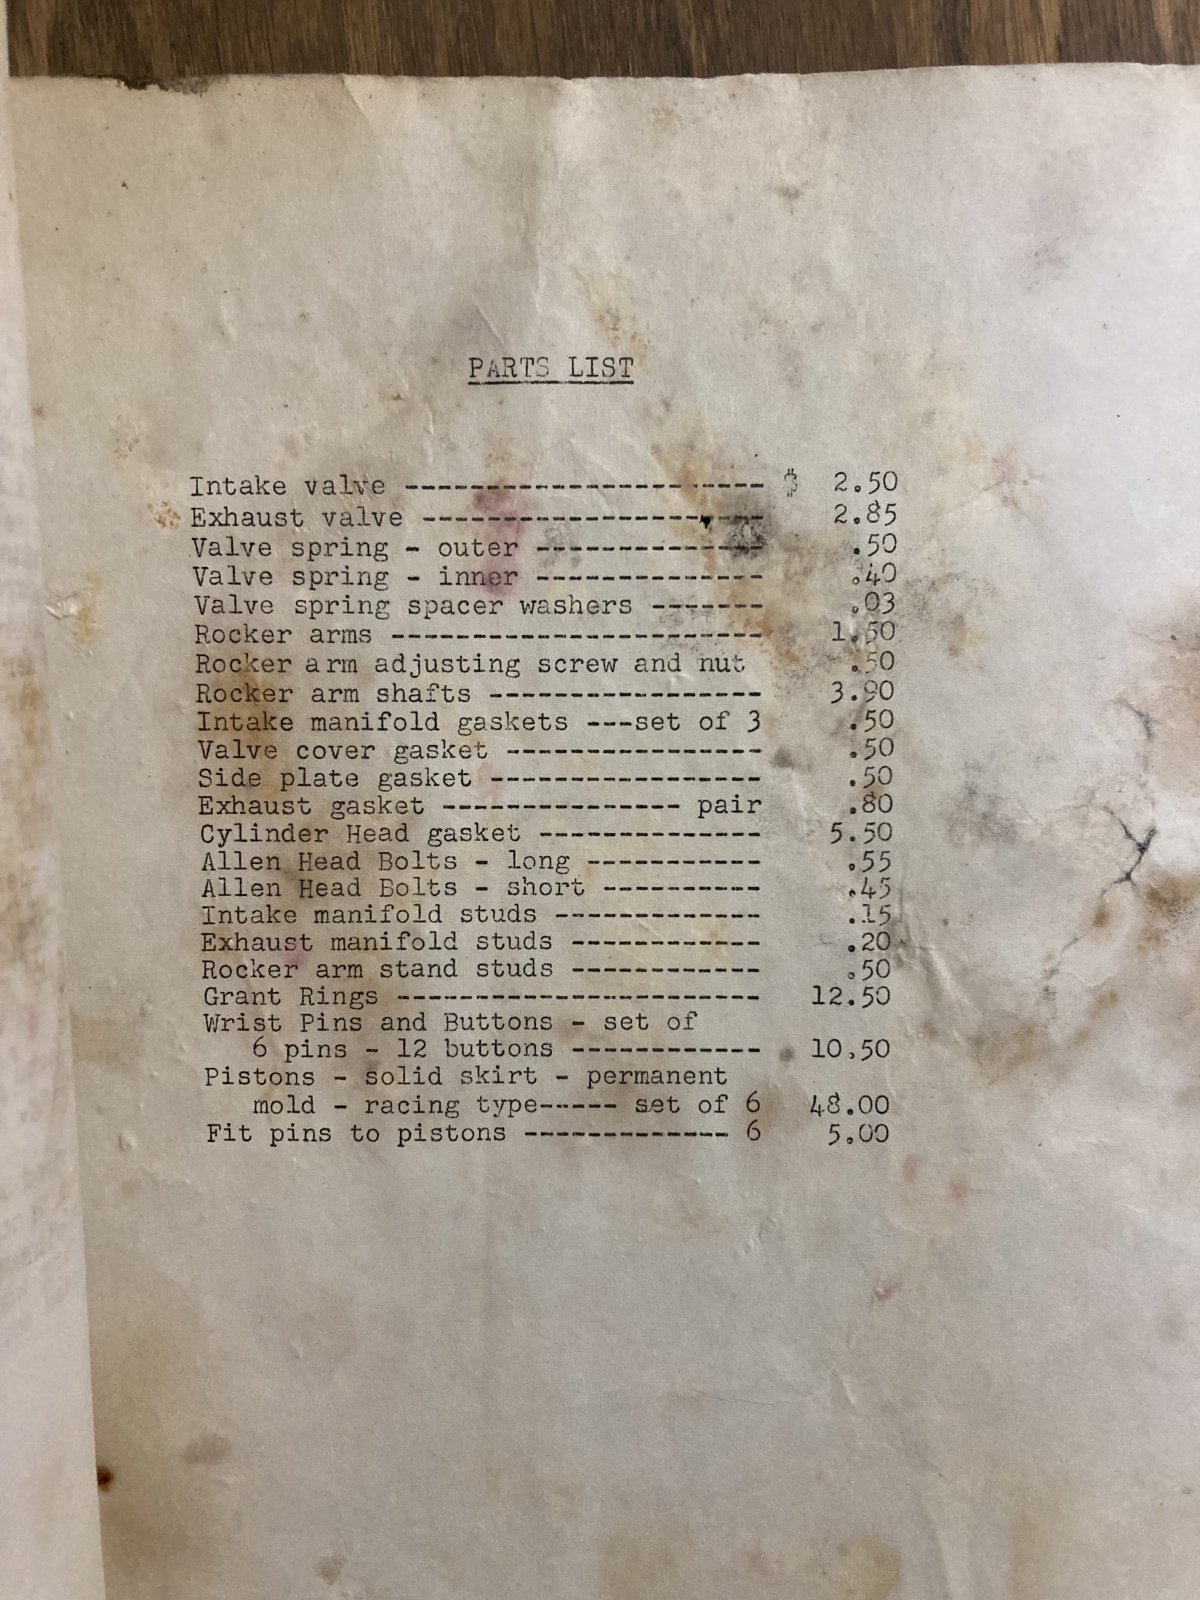 PARTS LIST
Intake valve ---------------------- $ 2.50
Exhaust valve --------------------- 2.85
Valve spring - outer -------------- .50
Valve spring - inner -------------- .40
Valve spring spacer washers ------- .03
Rocker arms ----------------------- 1.50
Rocker arm adjusting screw and nut .50
Rocker arm shafts ----------------- 3.90
Intake manifold gaskets ---set of 3 .50
Valve cover gasket ---------------- .50
Side plate gasket ----------------- .50
Exhaust gasket --------------- pair .80
Cylinder Head gasket -------------- 5.50
Allen Head Bolts - long ----------- .55
Allen Head Bolts - short ---------- .45
Intake manifold studs ------------- .15
Exhaust manifold studs ------------ .20
Rocker arm stand studs ------------ .50
Grant Rings ----------------------- 12.50
Wrist Pins and Buttons - set of
6 pins - 12 buttons ------------ 10.50
Pistons - solid skirt - permanent
mold - racing type------ set of 6 48.00
Fit pins to pistons ------------- 6 5.00